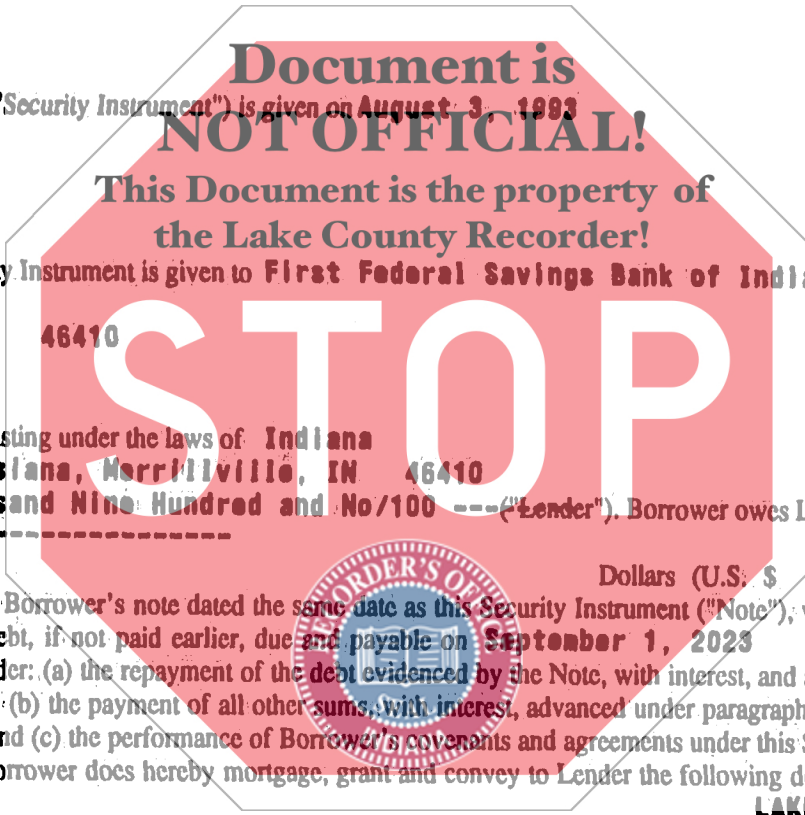 Document is
"Security Instrument") is given on August 3, 1993
NOT OFFICIAL!
This Document is the property of
the Lake County Recorder!
y Instrument is given to First Federal Savings Bank of Indi
46410
STOP
sting under the laws of Indiana
iana, Merrillville, IN 46410
sand Nine Hundred and No/100 ---("Lender"). Borrower owes L
-----------------
Dollars (U.S. $
Borrower's note dated the same date as this Security Instrument ("Note"),
ebt, if not paid earlier, due and payable on September 1, 2023
der: (a) the repayment of the debt evidenced by the Note, with interest, and
(b) the payment of all other sums, with interest, advanced under paragraph
nd (c) the performance of Borrower's covenants and agreements under this
orrower does hereby mortgage, grant and convey to Lender the following d
LAK
RECORDER'S OF